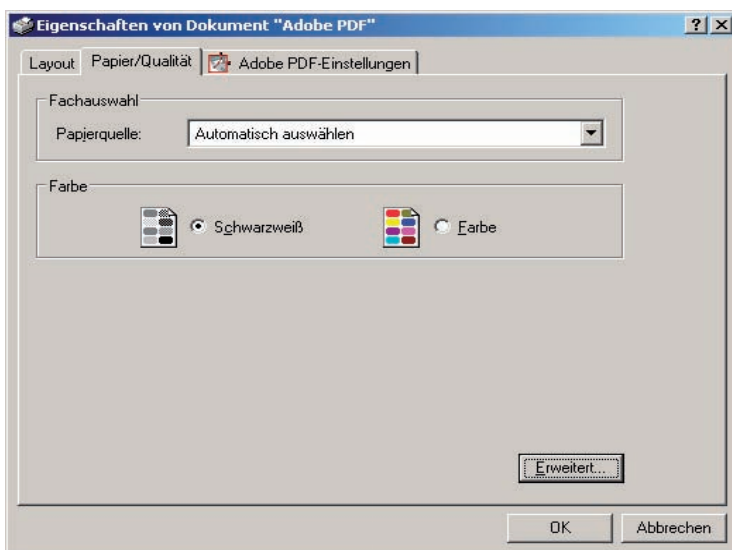 Eigenschaften von Dokument "Adobe PDF"
Layout Papier/Qualität Adobe PDF-Einstellungen
Fachauswahl
Papierquelle: Automatisch auswählen
Farbe
Schwarzweiß Farbe
Erweitert...
OK Abbrechen